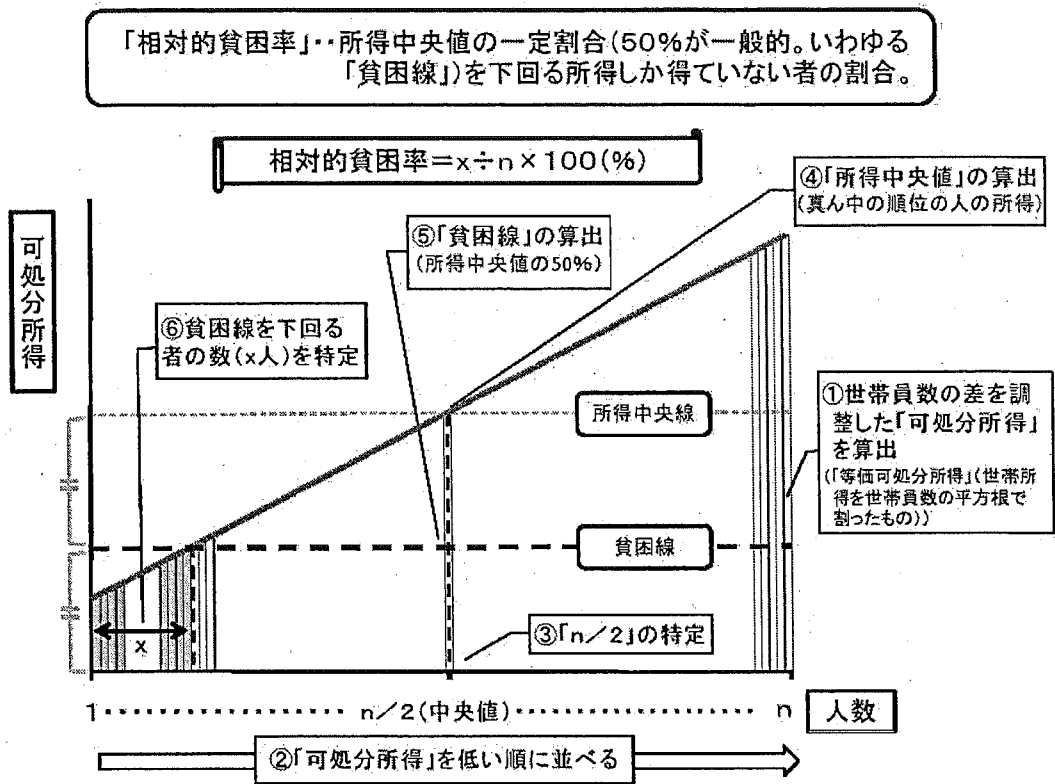 「相対的貧困率」‥所得中央値の一定割合(50%が一般的。いわゆる
「貧困線」)を下回る所得しか得ていない者の割合。
相対的貧困率=x÷n×100(%)
④「所得中央値」の算出
(真ん中の順位の人の所得)
可処分所得
⑤「貧困線」の算出
(所得中央値の50%)
⑥貧困線を下回る
者の数(x人)を特定
所得中央線
①世帯員数の差を調
整した「可処分所得」
を算出
(「等価可処分所得」(世帯所
得を世帯員数の平方根で
割ったもの))
貧困線
x
③「n/2」の特定
1‥‥‥‥‥‥‥n/2(中央値)‥‥‥‥‥‥‥n
人数
②「可処分所得」を低い順に並べる